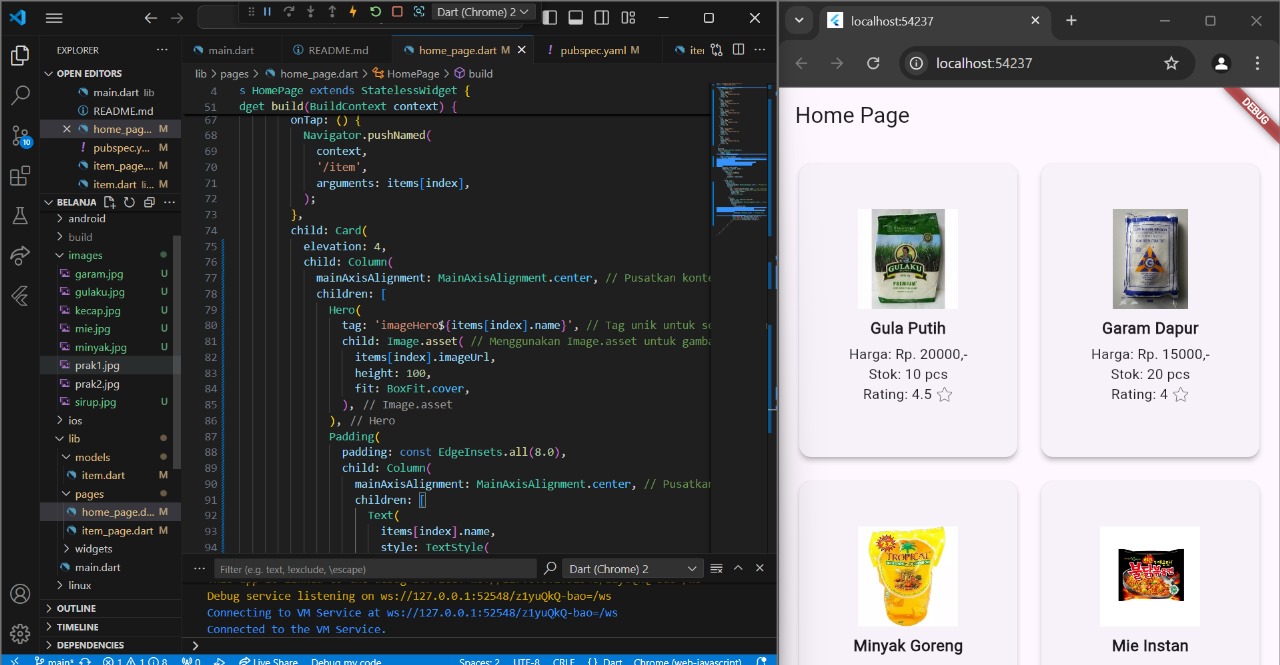 Dart (Chrome) 2
EXPLORER
OPEN EDITORS
main.dart lib
README.md
home_pag... M
pubspec.y... M
item_page.... M
item.dart li... M
BELANJA
android
build
images
garam.jpg U
gulaku.jpg U
kecap.jpg U
mie.jpg U
minyak.jpg U
prak1.jpg
prak2.jpg
sirup.jpg U
ios
lib
models
item.dart M
pages
home_page.d... M
item_page.dart M
widgets
main.dart
linux
OUTLINE
TIMELINE
DEPENDENCIES
10
main.dart
README.md
home_page.dart M
pubspec.yaml M
lib > pages > home_page.dart > HomePage > build
4 s HomePage extends StatelessWidget {
51 dget build(BuildContext context) {
67 onTap: () {
68 Navigator.pushNamed(
69 context,
70 '/item',
71 arguments: items[index],
72 );
73 },
74 child: Card(
75 elevation: 4,
76 child: Column(
77 mainAxisAlignment: MainAxisAlignment.center, // Pusatkan konte
78 children: [
79 Hero(
80 tag: 'imageHero${items[index].name}', // Tag unik untuk se
81 child: Image.asset( // Menggunakan Image.asset untuk gamba
82 items[index].imageUrl,
83 height: 100,
84 fit: BoxFit.cover,
85 ), // Image.asset
86 ), // Hero
87 Padding(
88 padding: const EdgeInsets.all(8.0),
89 child: Column(
90 mainAxisAlignment: MainAxisAlignment.center, // Pusatkan
91 children: [
92 Text(
93 items[index].name,
94 style: TextStyle(
Filter (e.g. text, !exclude, \escape)
Dart (Chrome) 2
Debug service listening on ws://127.0.0.1:52548/z1yuQkQ-bao=/ws
Connecting to VM Service at ws://127.0.0.1:52548/z1yuQkQ-bao=/ws
Connected to the VM Service.
main* 1 1 8 0 Live Share Debug my code Spaces: 2 UTF-8 CRLF {} Dart Chrome (web-javascript)
localhost:54237
localhost:54237
DEBUG
Home Page
GULAKU
PREMIUM
Gula Putih
Harga: Rp. 20000,-
Stok: 10 pcs
Rating: 4.5
Garam Dapur
Harga: Rp. 15000,-
Stok: 20 pcs
Rating: 4
TROPICAL
Minyak Goreng
불닭볶음면
Mie Instan